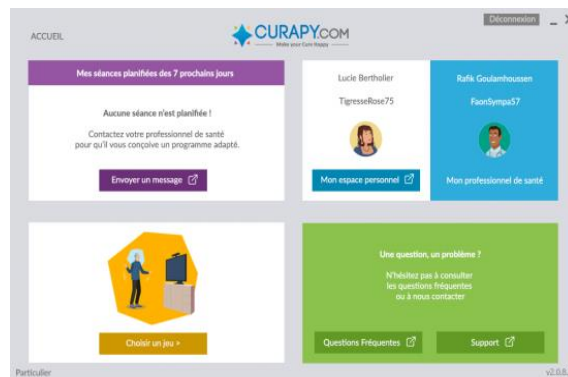 Déconnexion
ACCUEIL
CURAPY.COM
Make your Cure Happy
Mes séances planifiées des 7 prochains jours
Aucune séance n'est planifiée !
Contactez votre professionnel de santé
pour qu'il vous conçoive un programme adapté.
Envoyer un message
Lucie Bertholier
TigresseRose75
Mon espace personnel
Rafik Goulamhoussen
FaonSympa57
Mon professionnel de santé
Choisir un jeu >
Une question, un problème ?
N'hésitez pas à consulter
les questions fréquentes
ou à nous contacter
Questions Fréquentes
Support
Particulier
v2.0.8.